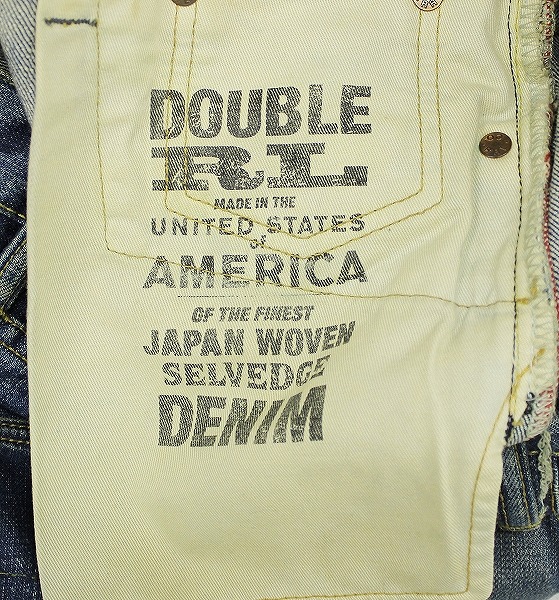 DOUBLE
RL
MADE IN THE
UNITED STATES
of
AMERICA
OF THE FINEST
JAPAN WOVEN
SELVEDGE
DENIM